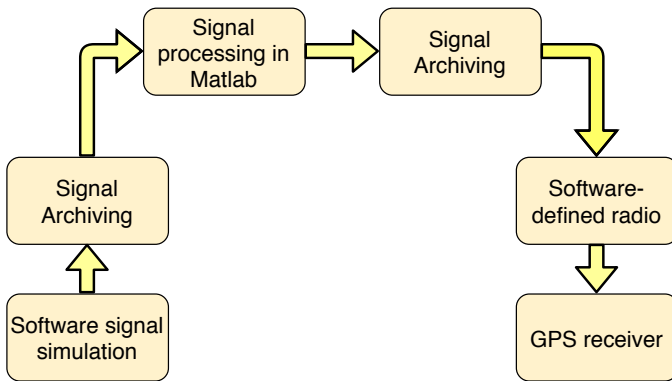 Signal
processing in
Matlab
Signal
Archiving
Signal
Archiving
Software-
defined radio
Software signal
simulation
GPS receiver